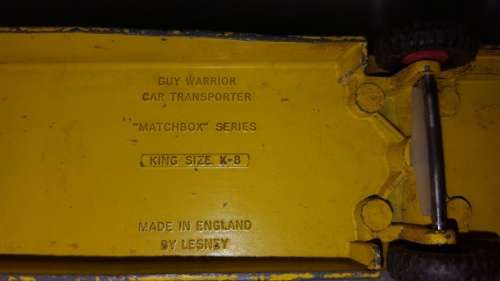 GUY WARRIOR
CAR TRANSPORTER
"MATCHBOX" SERIES
KING SIZE K-8
MADE IN ENGLAND
BY LESNEY